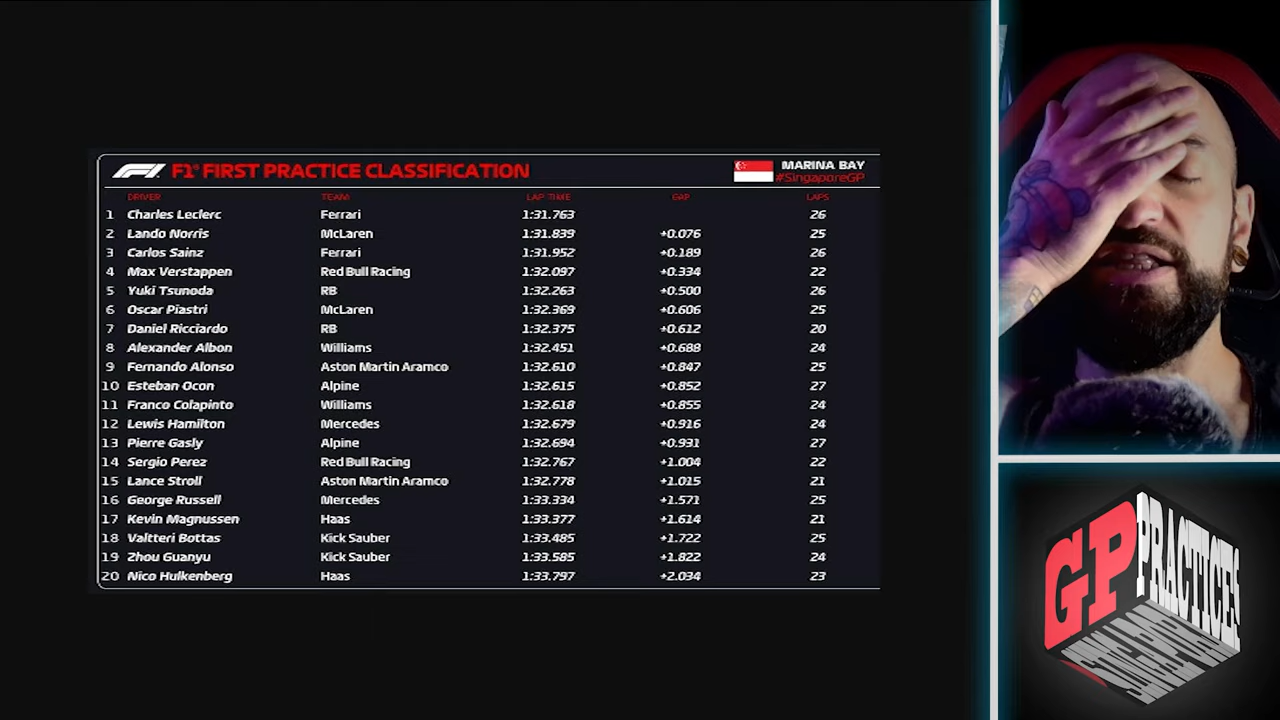 F1 FIRST PRACTICE CLASSIFICATION
MARINA BAY
#SingaporeGP
DRIVER TEAM LAP TIME GAP LAPS
1 Charles Leclerc Ferrari 1:31.763 26
2 Lando Norris McLaren 1:31.839 +0.076 25
3 Carlos Sainz Ferrari 1:31.952 +0.189 26
4 Max Verstappen Red Bull Racing 1:32.097 +0.334 22
5 Yuki Tsunoda RB 1:32.263 +0.500 26
6 Oscar Piastri McLaren 1:32.369 +0.606 25
7 Daniel Ricciardo RB 1:32.375 +0.612 20
8 Alexander Albon Williams 1:32.451 +0.688 24
9 Fernando Alonso Aston Martin Aramco 1:32.610 +0.847 25
10 Esteban Ocon Alpine 1:32.615 +0.852 27
11 Franco Colapinto Williams 1:32.618 +0.855 24
12 Lewis Hamilton Mercedes 1:32.679 +0.916 24
13 Pierre Gasly Alpine 1:32.694 +0.931 27
14 Sergio Perez Red Bull Racing 1:32.767 +1.004 22
15 Lance Stroll Aston Martin Aramco 1:32.778 +1.015 21
16 George Russell Mercedes 1:33.334 +1.571 25
17 Kevin Magnussen Haas 1:33.377 +1.614 21
18 Valtteri Bottas Kick Sauber 1:33.485 +1.722 25
19 Zhou Guanyu Kick Sauber 1:33.585 +1.822 24
20 Nico Hulkenberg Haas 1:33.797 +2.034 23
GP
PRACTICES
SINGAPUR